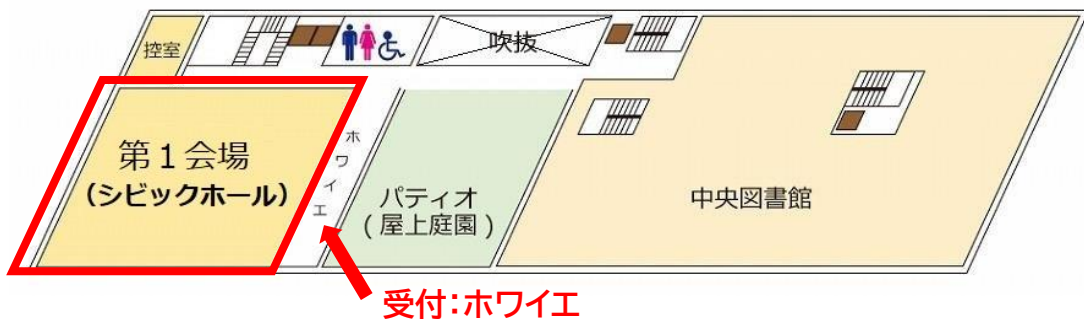 控室
吹抜
第１会場
（シビックホール）
ホワイエ
パティオ
(屋上庭園)
中央図書館
受付：ホワイエ